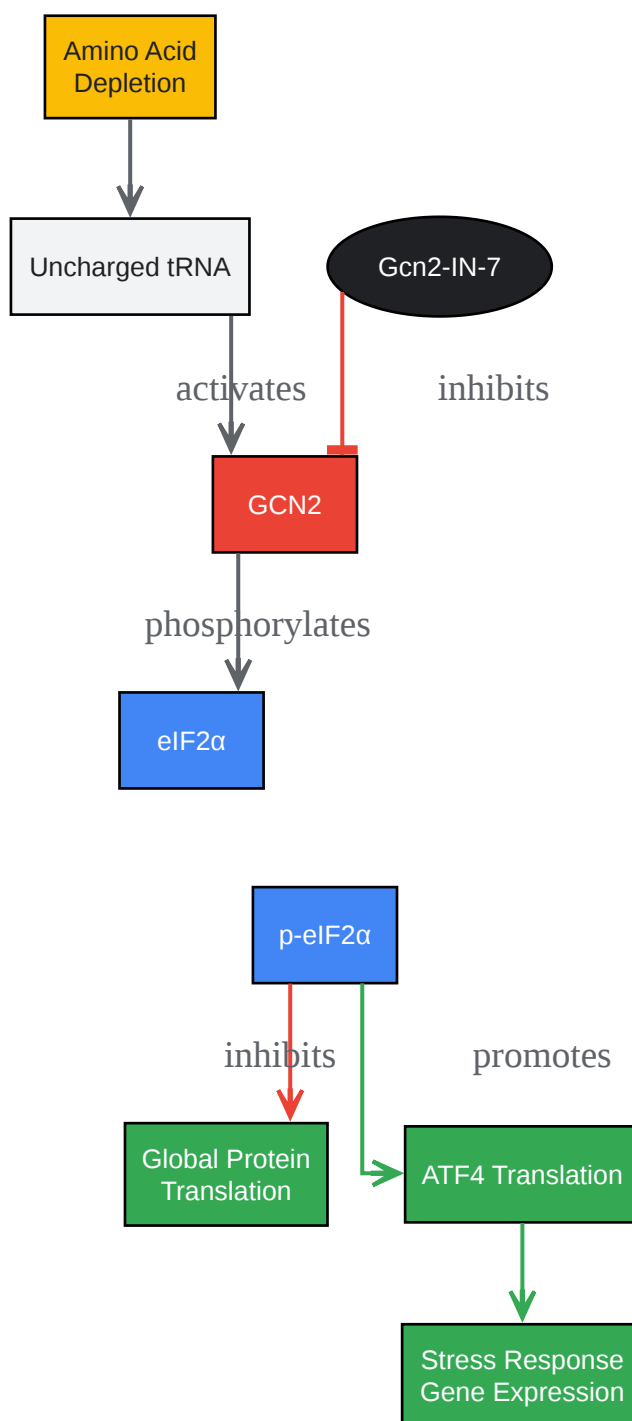 Amino Acid
Depletion
Uncharged tRNA
Gcn2-IN-7
activates
inhibits
GCN2
phosphorylates
eIF2α
p-eIF2α
inhibits
promotes
Global Protein
Translation
ATF4 Translation
Stress Response
Gene Expression